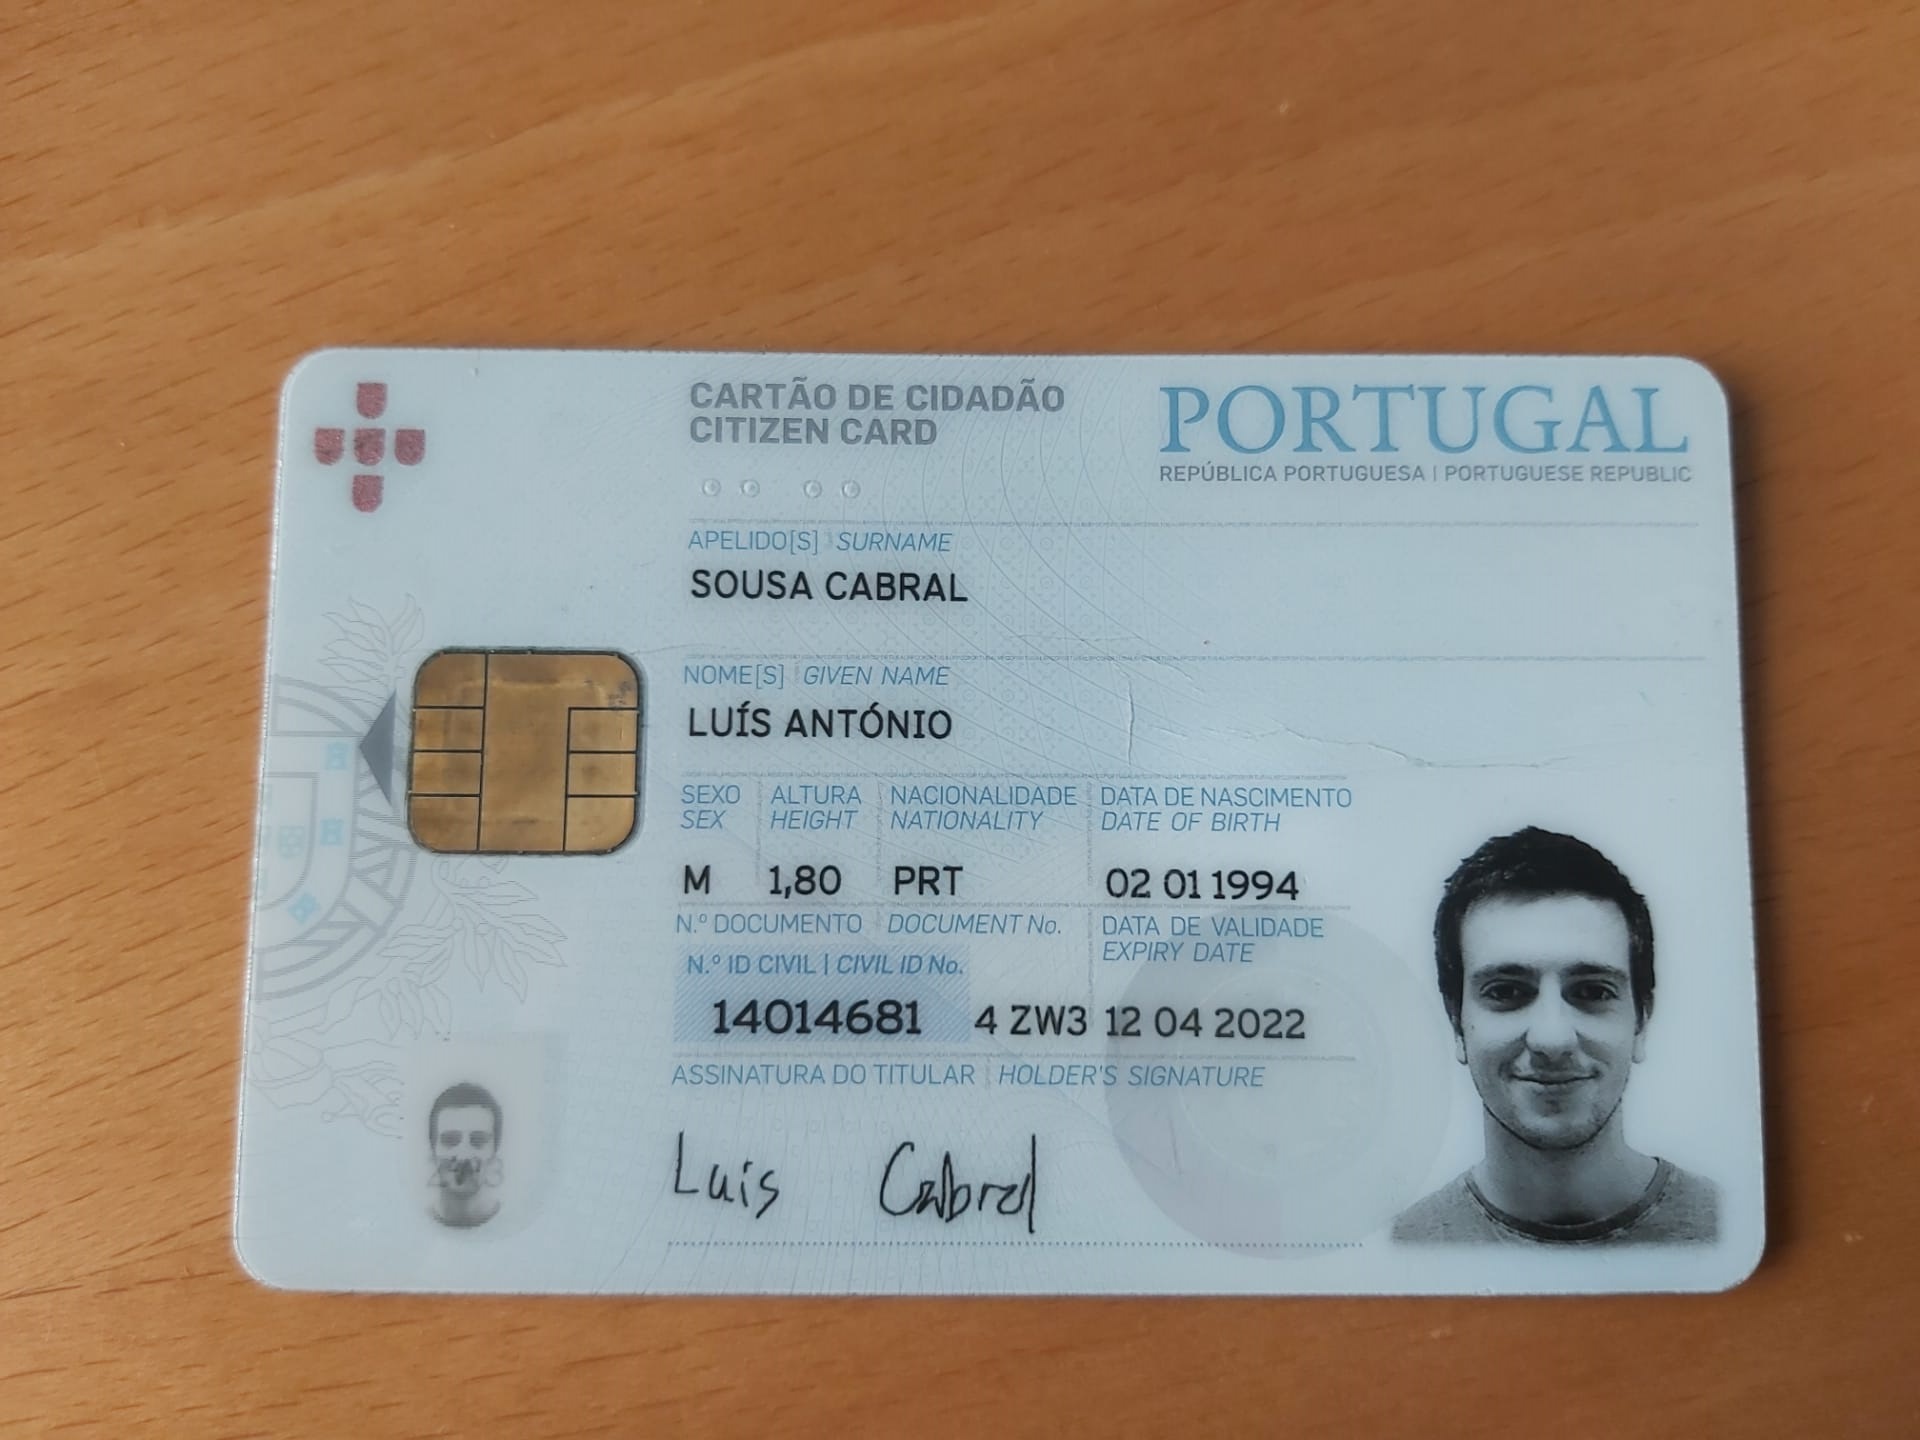 CARTÃO DE CIDADÃO
CITIZEN CARD
PORTUGAL
REPÚBLICA PORTUGUESA | PORTUGUESE REPUBLIC
APELIDO[S] SURNAME
SOUSA CABRAL
NOME[S] GIVEN NAME
LUÍS ANTÓNIO
SEXO ALTURA NACIONALIDADE DATA DE NASCIMENTO
SEX HEIGHT NATIONALITY DATE OF BIRTH
M 1,80 PRT 02 01 1994
N.º DOCUMENTO DOCUMENT No. DATA DE VALIDADE
EXPIRY DATE
N.º ID CIVIL | CIVIL ID No.
14014681 4 ZW3 12 04 2022
ASSINATURA DO TITULAR HOLDER'S SIGNATURE
Luis Cabral